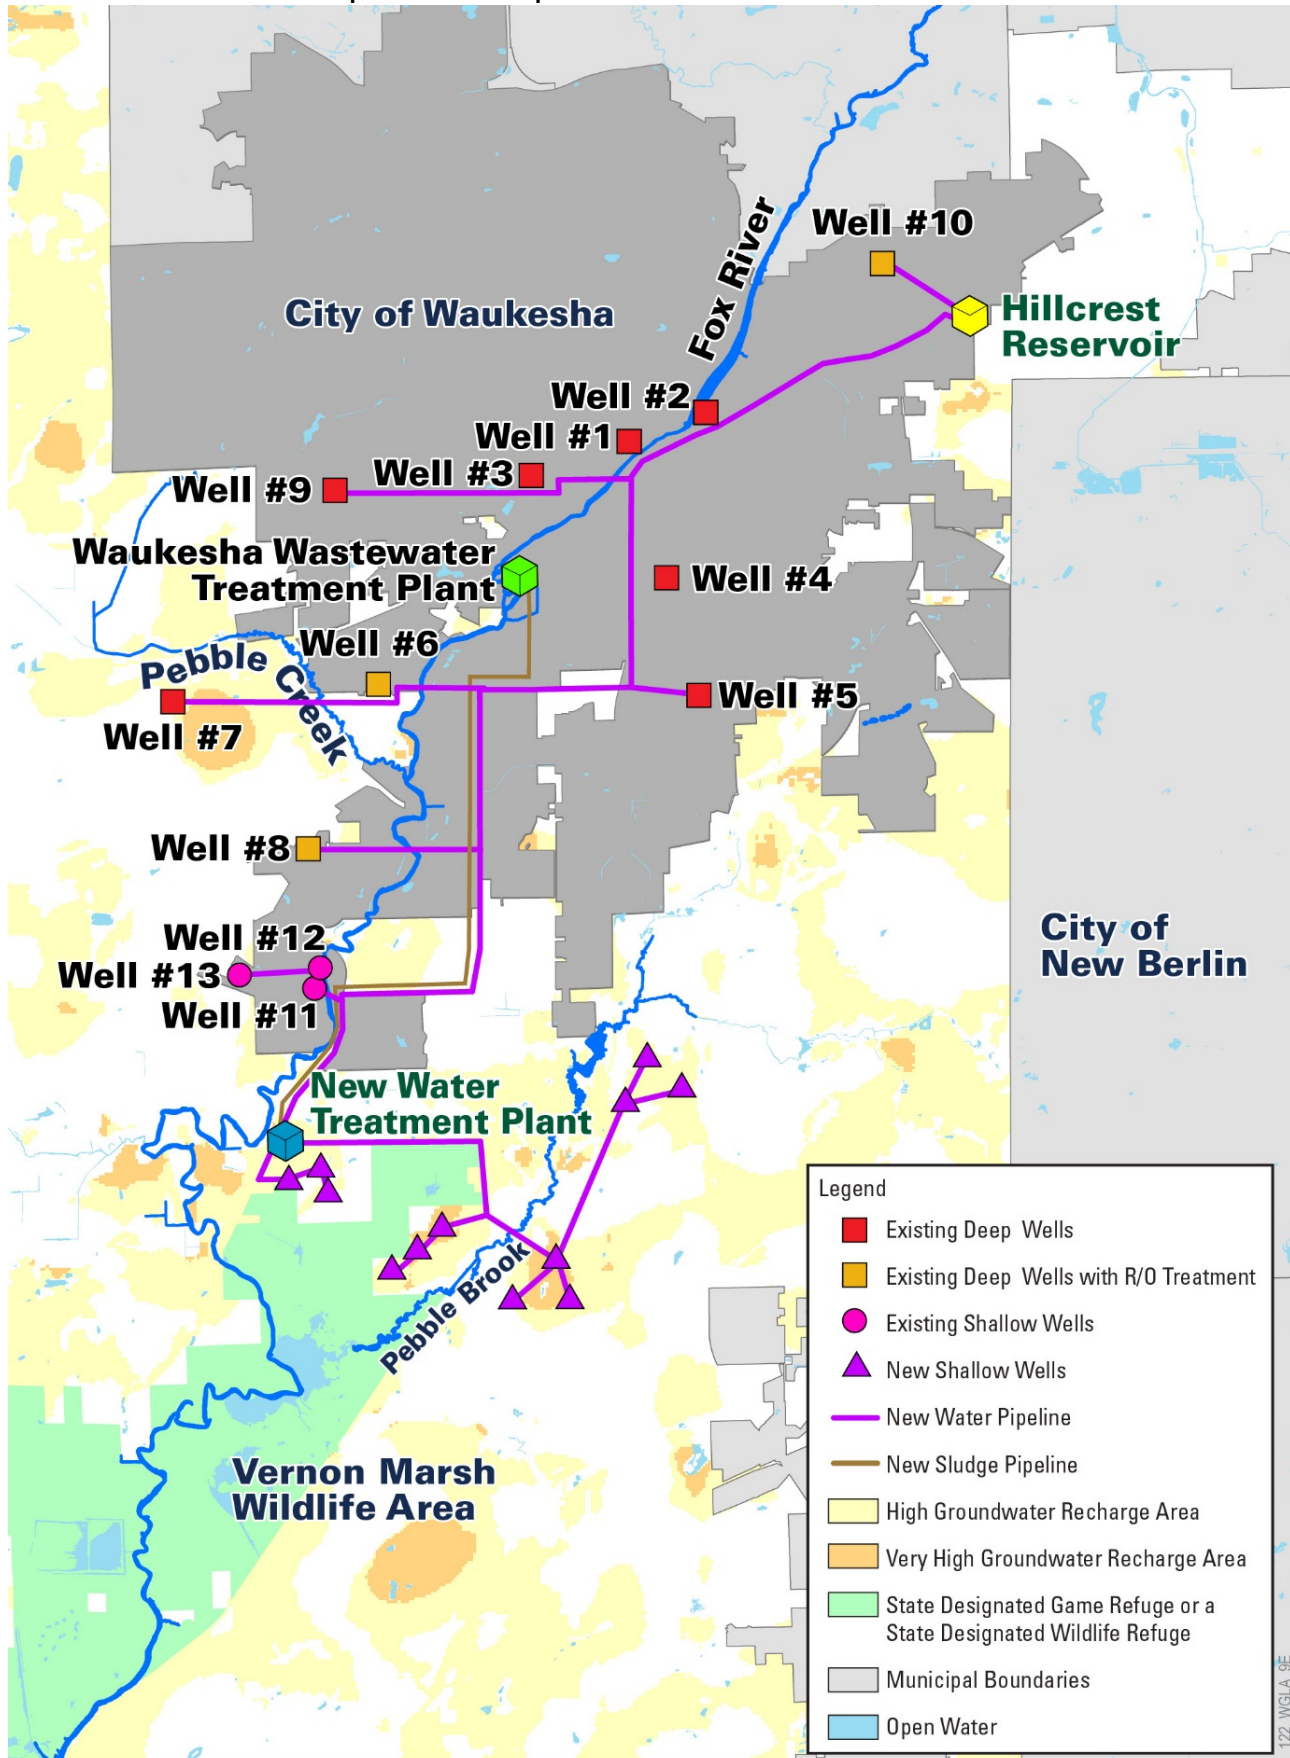 Well #10
City of Waukesha
Fox River
Hillcrest
Reservoir
Well #2
Well #1
Well #3
Well #9
Waukesha Wastewater
Treatment Plant
Well #4
Well #6
Pebble Creek
Well #5
Well #7
Well #8
City of
New Berlin
Well #12
Well #13
Well #11
New Water
Treatment Plant
Pebble Brook
Vernon Marsh
Wildlife Area
Legend
Existing Deep Wells
Existing Deep Wells with R/O Treatment
Existing Shallow Wells
New Shallow Wells
New Water Pipeline
New Sludge Pipeline
High Groundwater Recharge Area
Very High Groundwater Recharge Area
State Designated Game Refuge or a
State Designated Wildlife Refuge
Municipal Boundaries
Open Water
122_WGLA_9E